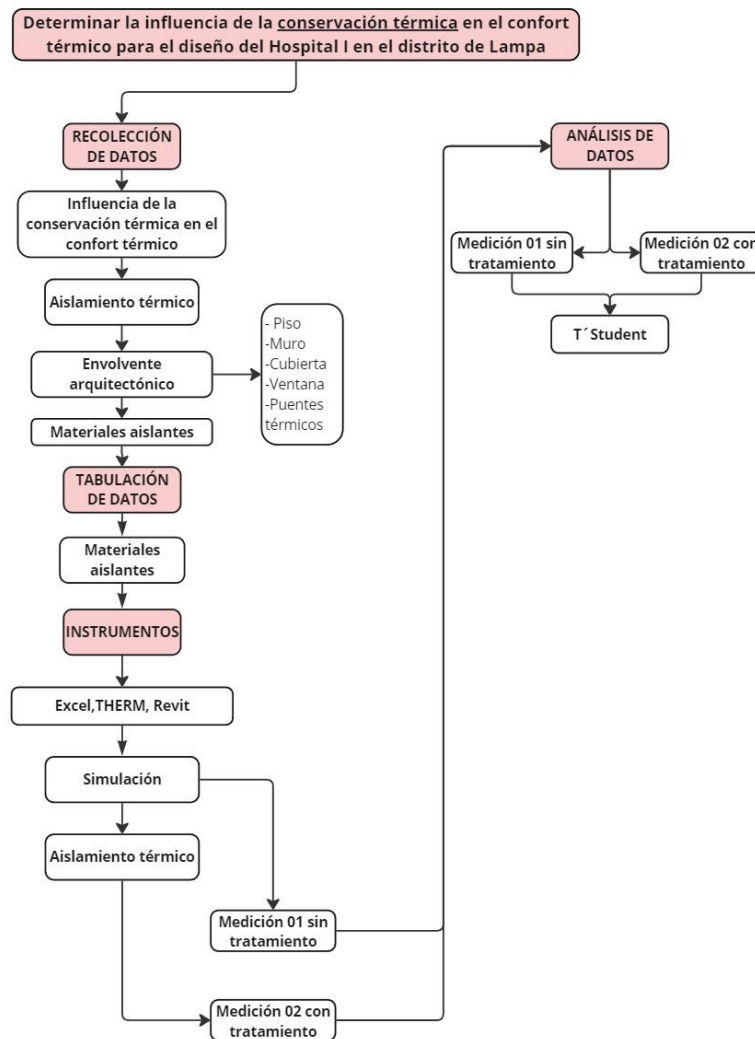 Determinar la influencia de la conservación térmica en el confort
térmico para el diseño del Hospital I en el distrito de Lampa
RECOLECCIÓN
DE DATOS
Influencia de la
conservación térmica en el
confort térmico
Aislamiento térmico
Envolvente
arquitectónico
- Piso
- Muro
- Cubierta
-Ventana
-Puentes
térmicos
Materiales aislantes
TABULACIÓN
DE DATOS
Materiales
aislantes
INSTRUMENTOS
Excel,THERM, Revit
Simulación
Aislamiento térmico
Medición 01 sin
tratamiento
Medición 02 con
tratamiento
ANÁLISIS DE
DATOS
Medición 01 sin
tratamiento
Medición 02 con
tratamiento
T´Student